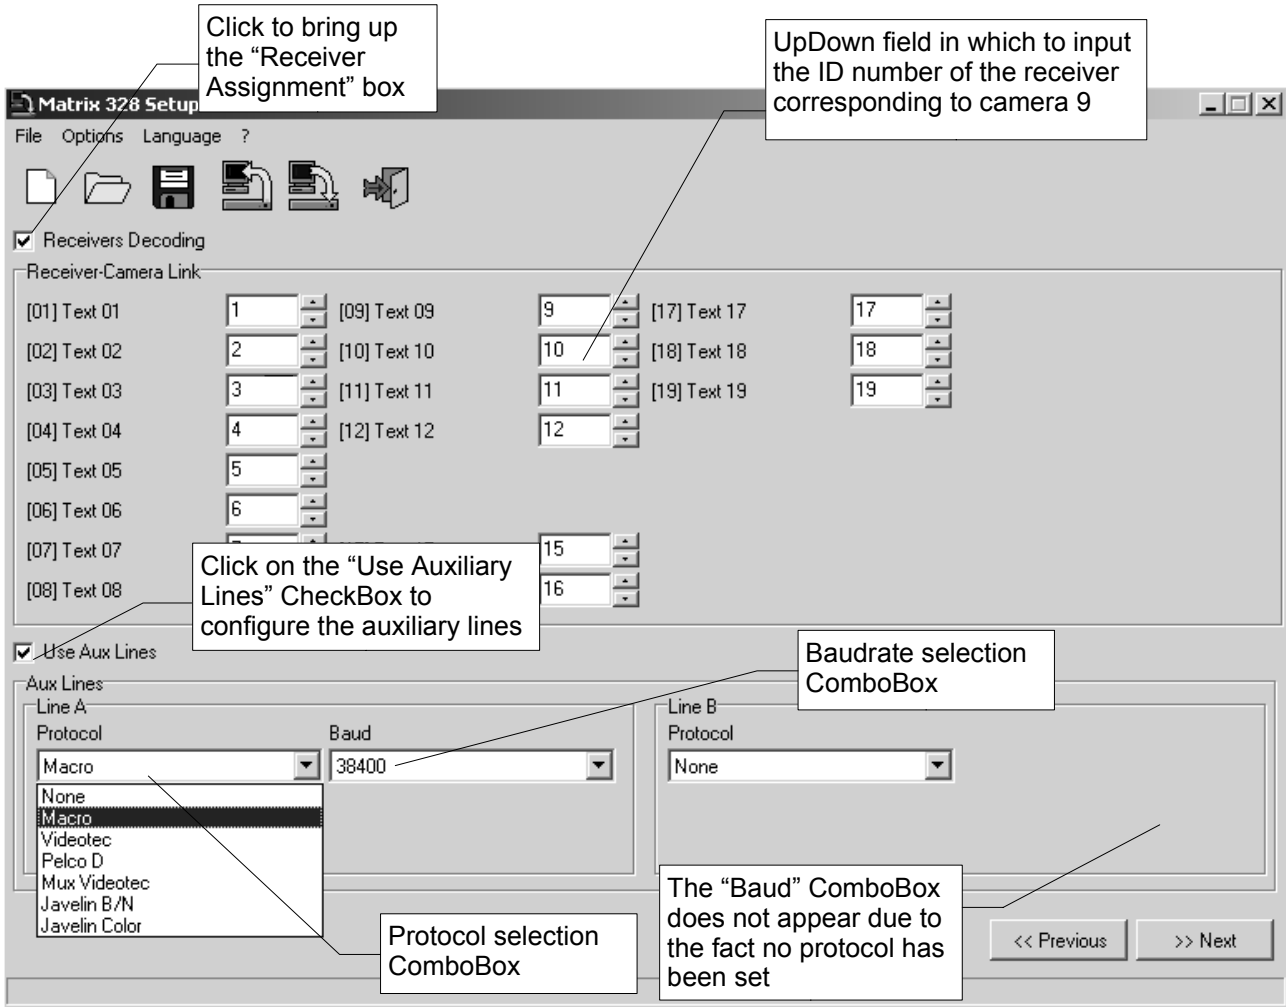 Click to bring up
the “Receiver
Assignment” box
UpDown field in which to input
the ID number of the receiver
corresponding to camera 9
Matrix 328 Setup
File Options Language ?
Receivers Decoding
Receiver-Camera Link
[01] Text 01 1 [09] Text 09 9 [17] Text 17 17
[02] Text 02 2 [10] Text 10 10 [18] Text 18 18
[03] Text 03 3 [11] Text 11 11 [19] Text 19 19
[04] Text 04 4 [12] Text 12 12
[05] Text 05 5
[06] Text 06 6
[07] Text 07 15
[08] Text 08 16
Click on the “Use Auxiliary
Lines” CheckBox to
configure the auxiliary lines
Use Aux Lines
Baudrate selection
ComboBox
Aux Lines
Line A
Protocol Baud
Macro 38400
None
Macro
Videotec
Pelco D
Mux Videotec
Javelin B/N
Javelin Color
Line B
Protocol
None
Protocol selection
ComboBox
The “Baud” ComboBox
does not appear due to
the fact no protocol has
been set
<< Previous >> Next